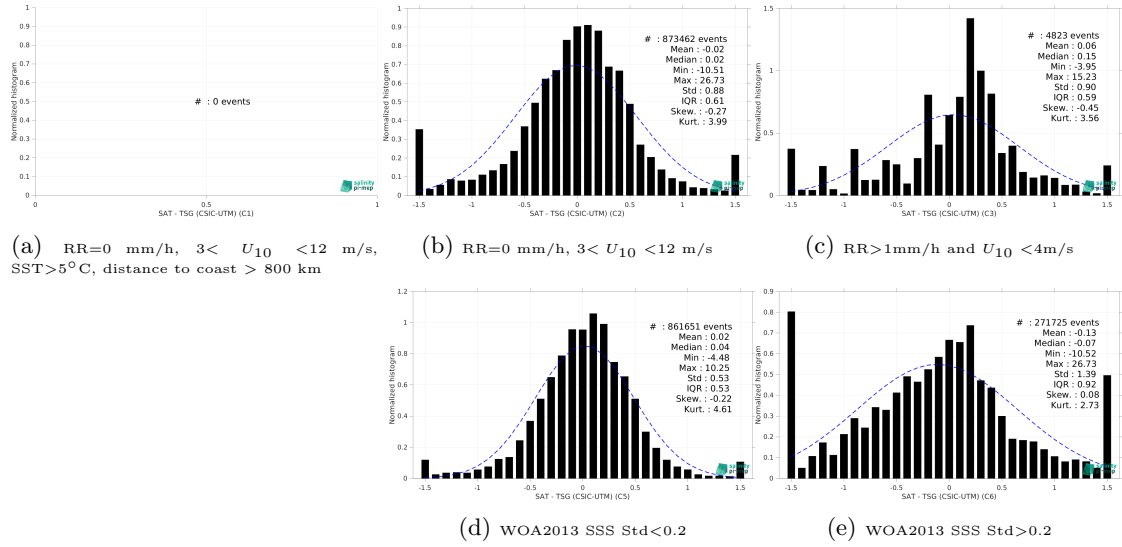 1
0.9
0.8
0.7
0.6
0.5
0.4
0.3
0.2
0.1
0
0
0.5
1
Normalized histogram
# : 0 events
salinity
pi-mep
SAT - TSG (CSIC-UTM) (C1)
(a) RR=0 mm/h, 3< U10 <12 m/s,
SST>5°C, distance to coast > 800 km
1
0.9
0.8
0.7
0.6
0.5
0.4
0.3
0.2
0.1
0
-1.5
-1
-0.5
0
0.5
1
1.5
Normalized histogram
# : 873462 events
Mean : -0.02
Median : 0.02
Min : -10.51
Max : 26.73
Std : 0.88
IQR : 0.61
Skew. : -0.27
Kurt. : 3.99
salinity
pi-mep
SAT - TSG (CSIC-UTM) (C2)
(b) RR=0 mm/h, 3< U10 <12 m/s
1.5
1
0.5
0
-1.5
-1
-0.5
0
0.5
1
1.5
Normalized histogram
# : 4823 events
Mean : 0.06
Median : 0.15
Min : -3.95
Max : 15.23
Std : 0.90
IQR : 0.59
Skew. : -0.45
Kurt. : 3.56
salinity
pi-mep
SAT - TSG (CSIC-UTM) (C3)
(c) RR>1mm/h and U10 <4m/s
1.2
1
0.8
0.6
0.4
0.2
0
-1.5
-1
-0.5
0
0.5
1
1.5
Normalized histogram
# : 861651 events
Mean : 0.02
Median : 0.04
Min : -4.48
Max : 10.25
Std : 0.53
IQR : 0.53
Skew. : -0.22
Kurt. : 4.61
salinity
pi-mep
SAT - TSG (CSIC-UTM) (C5)
(d) WOA2013 SSS Std<0.2
0.9
0.8
0.7
0.6
0.5
0.4
0.3
0.2
0.1
0
-1.5
-1
-0.5
0
0.5
1
1.5
Normalized histogram
# : 271725 events
Mean : -0.13
Median : -0.07
Min : -10.52
Max : 26.73
Std : 1.39
IQR : 0.92
Skew. : 0.08
Kurt. : 2.73
salinity
pi-mep
SAT - TSG (CSIC-UTM) (C6)
(e) WOA2013 SSS Std>0.2